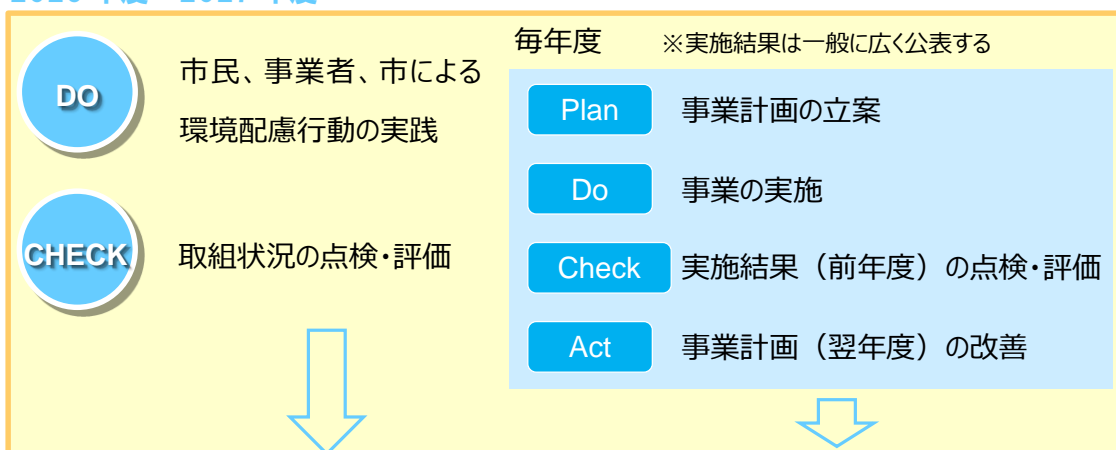 DO
市民、事業者、市による
環境配慮行動の実践
CHECK
取組状況の点検・評価
毎年度 ※実施結果は一般に広く公表する
Plan 事業計画の立案
Do 事業の実施
Check 実施結果（前年度）の点検・評価
Act 事業計画（翌年度）の改善